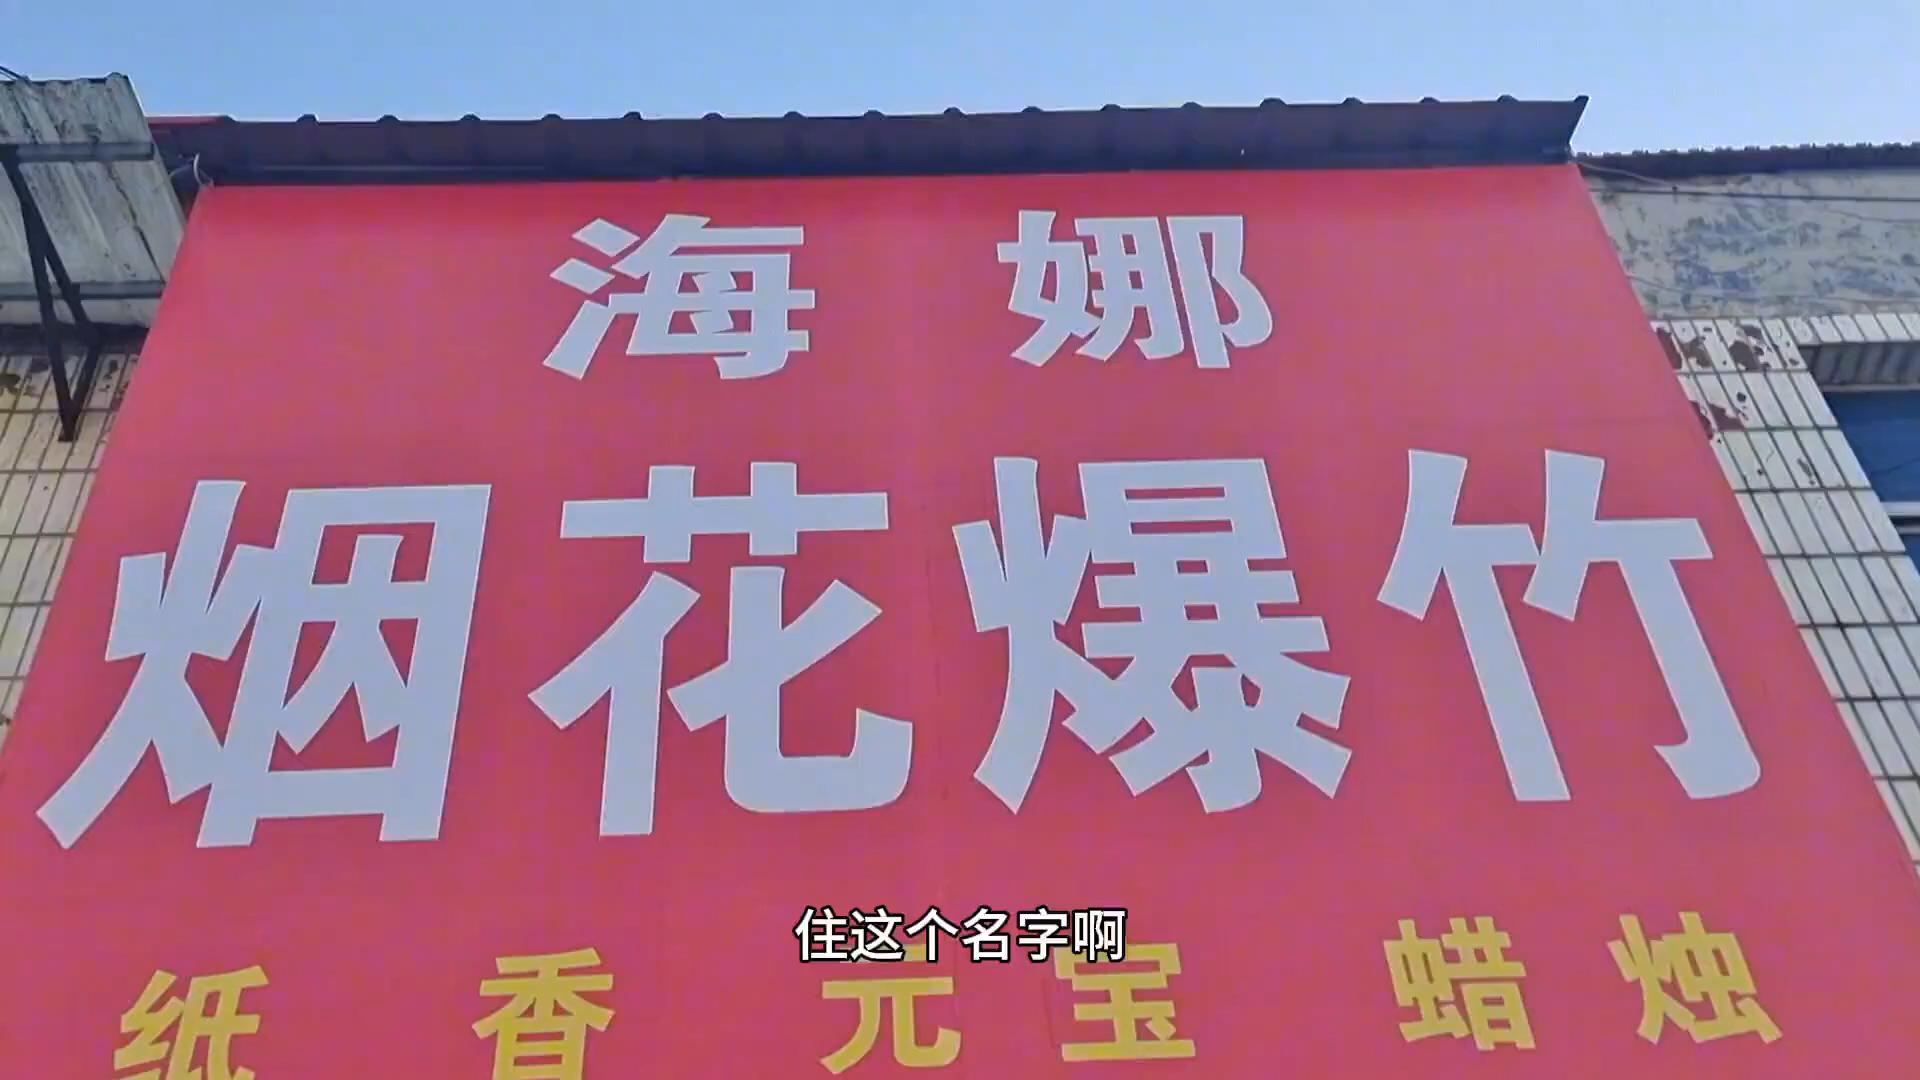 海娜
烟花爆竹
住这个名字啊
纸 香 元宝 蜡烛